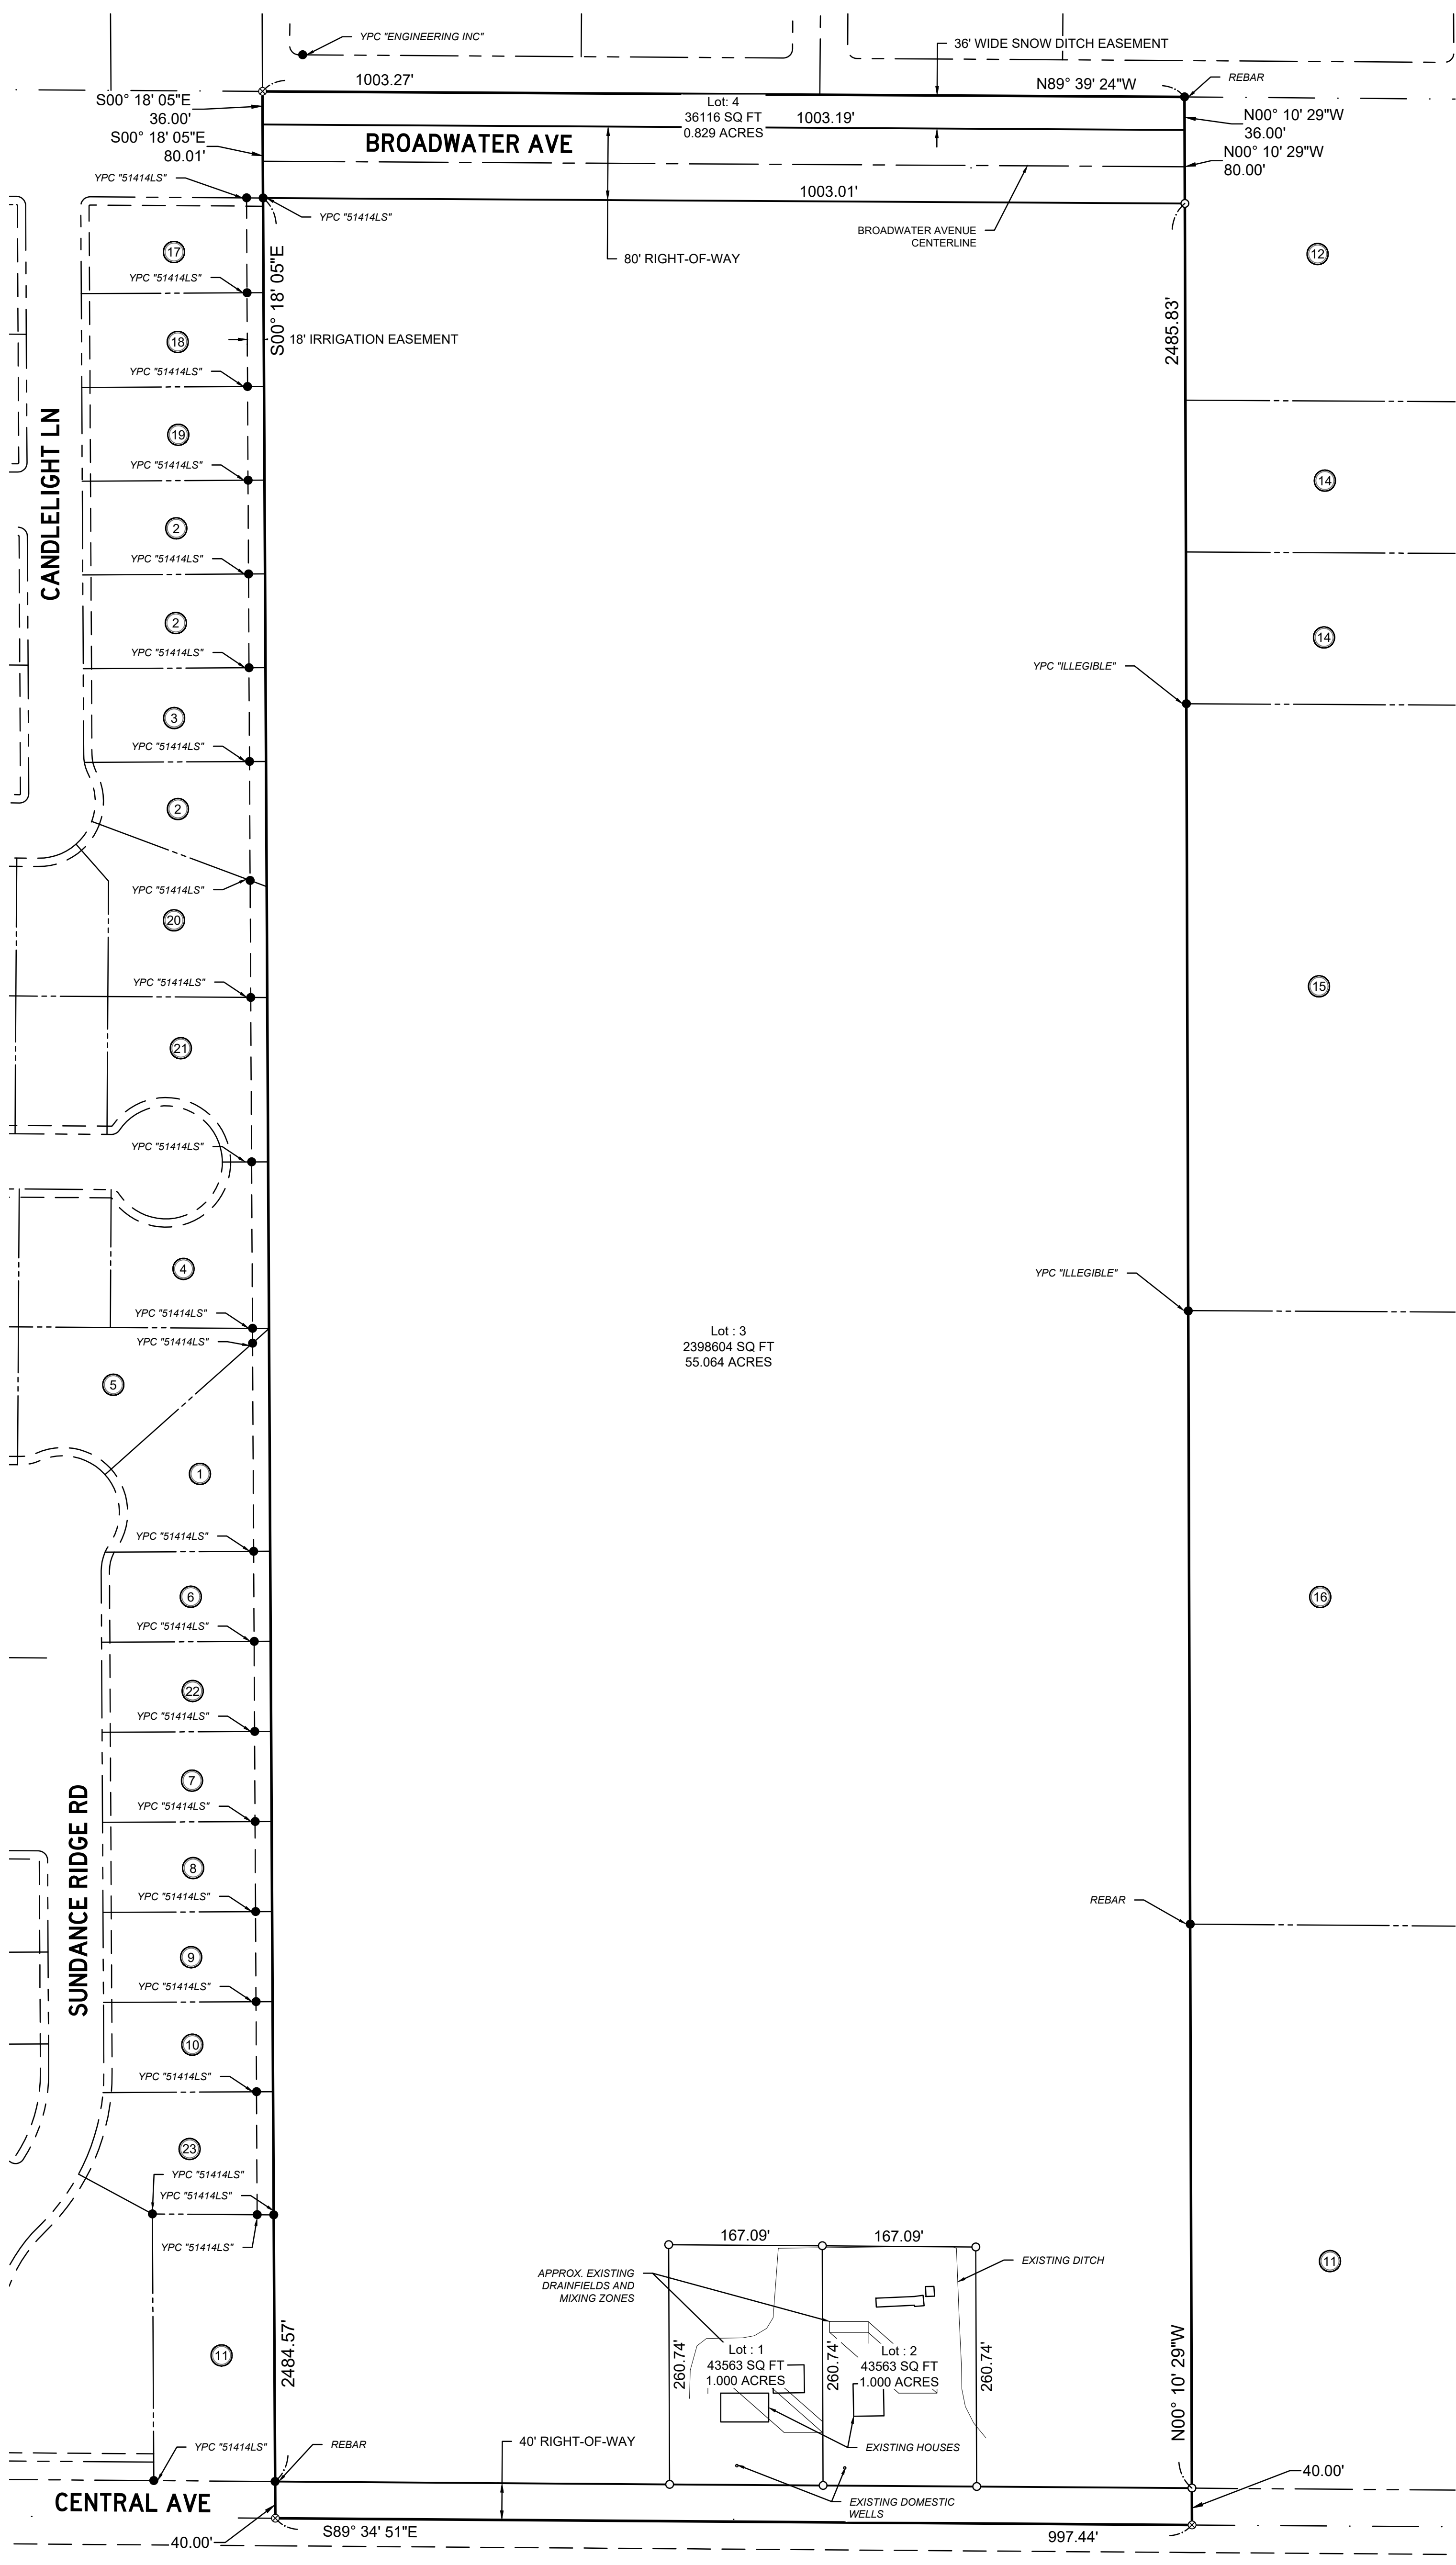 YPC "ENGINEERING INC"
36' WIDE SNOW DITCH EASEMENT
1003.27'
N89° 39' 24"W
REBAR
S00° 18' 05"E
36.00'
Lot: 4
36116 SQ FT
0.829 ACRES
1003.19'
N00° 10' 29"W
36.00'
S00° 18' 05"E
80.01'
BROADWATER AVE
N00° 10' 29"W
80.00'
YPC "51414LS"
YPC "51414LS"
1003.01'
BROADWATER AVENUE
CENTERLINE
80' RIGHT-OF-WAY
17
12
YPC "51414LS"
S00° 18' 05"E
2485.83'
18
18' IRRIGATION EASEMENT
YPC "51414LS"
CANDLELIGHT LN
19
YPC "51414LS"
14
2
YPC "51414LS"
2
14
YPC "51414LS"
YPC "ILLEGIBLE"
3
YPC "51414LS"
2
YPC "51414LS"
20
YPC "51414LS"
15
21
YPC "51414LS"
4
YPC "ILLEGIBLE"
YPC "51414LS"
YPC "51414LS"
Lot : 3
2398604 SQ FT
55.064 ACRES
5
1
YPC "51414LS"
6
16
YPC "51414LS"
22
YPC "51414LS"
7
YPC "51414LS"
SUNDANCE RIDGE RD
8
YPC "51414LS"
REBAR
9
YPC "51414LS"
10
YPC "51414LS"
23
YPC "51414LS"
YPC "51414LS"
YPC "51414LS"
167.09'
167.09'
APPROX. EXISTING
DRAINFIELDS AND
MIXING ZONES
EXISTING DITCH
11
11
2484.57'
260.74'
Lot : 1
43563 SQ FT
1.000 ACRES
260.74'
Lot : 2
43563 SQ FT
1.000 ACRES
260.74'
N00° 10' 29"W
YPC "51414LS"
REBAR
40' RIGHT-OF-WAY
EXISTING HOUSES
40.00'
CENTRAL AVE
EXISTING DOMESTIC
WELLS
40.00'
S89° 34' 51"E
997.44'